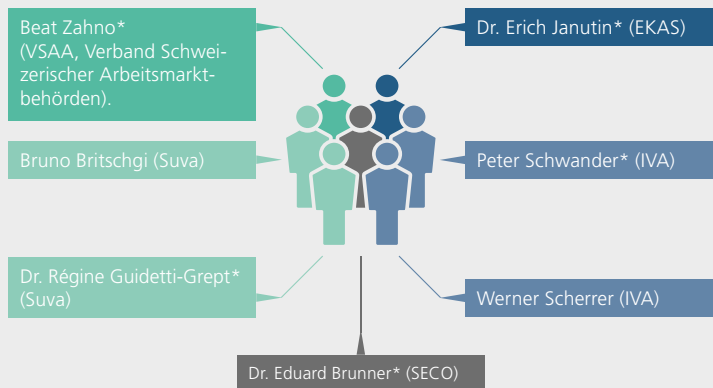 Beat Zahno*
(VSAA, Verband Schwei-
zerischer Arbeitsmarkt-
behörden).
Dr. Erich Janutin* (EKAS)
Bruno Britschgi (Suva)
Peter Schwander* (IVA)
Dr. Régine Guidetti-Grept*
(Suva)
Werner Scherrer (IVA)
Dr. Eduard Brunner* (SECO)